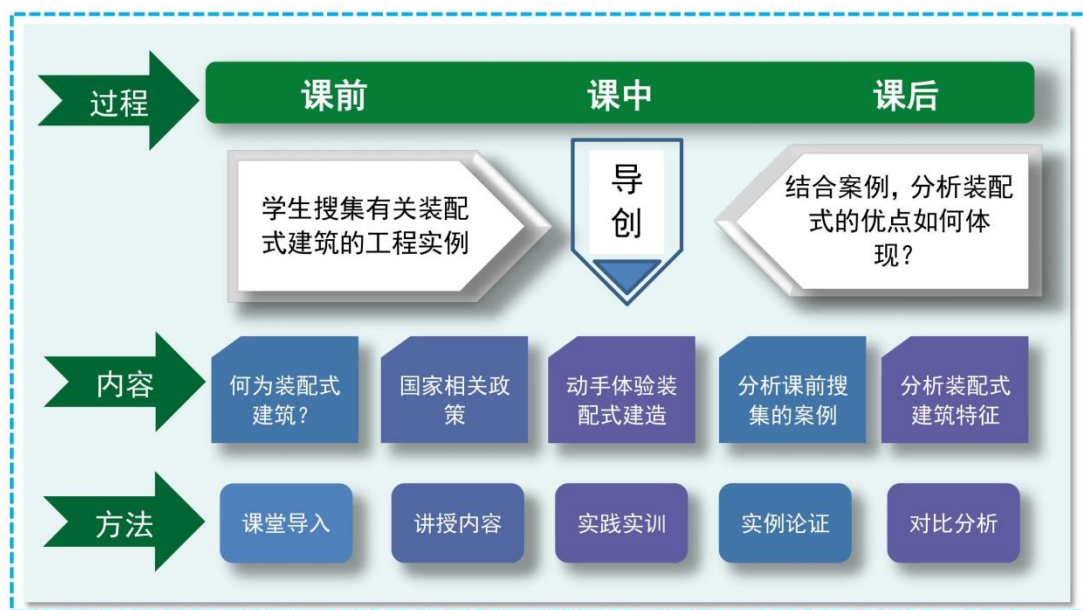 过程
课前
课中
课后
学生搜集有关装配
式建筑的工程实例
导
创
结合案例，分析装配
式的优点如何体
现？
内容
何为装配式
建筑？
国家相关政
策
动手体验装
配式建造
分析课前搜
集的案例
分析装配式
建筑特征
方法
课堂导入
讲授内容
实践实训
实例论证
对比分析